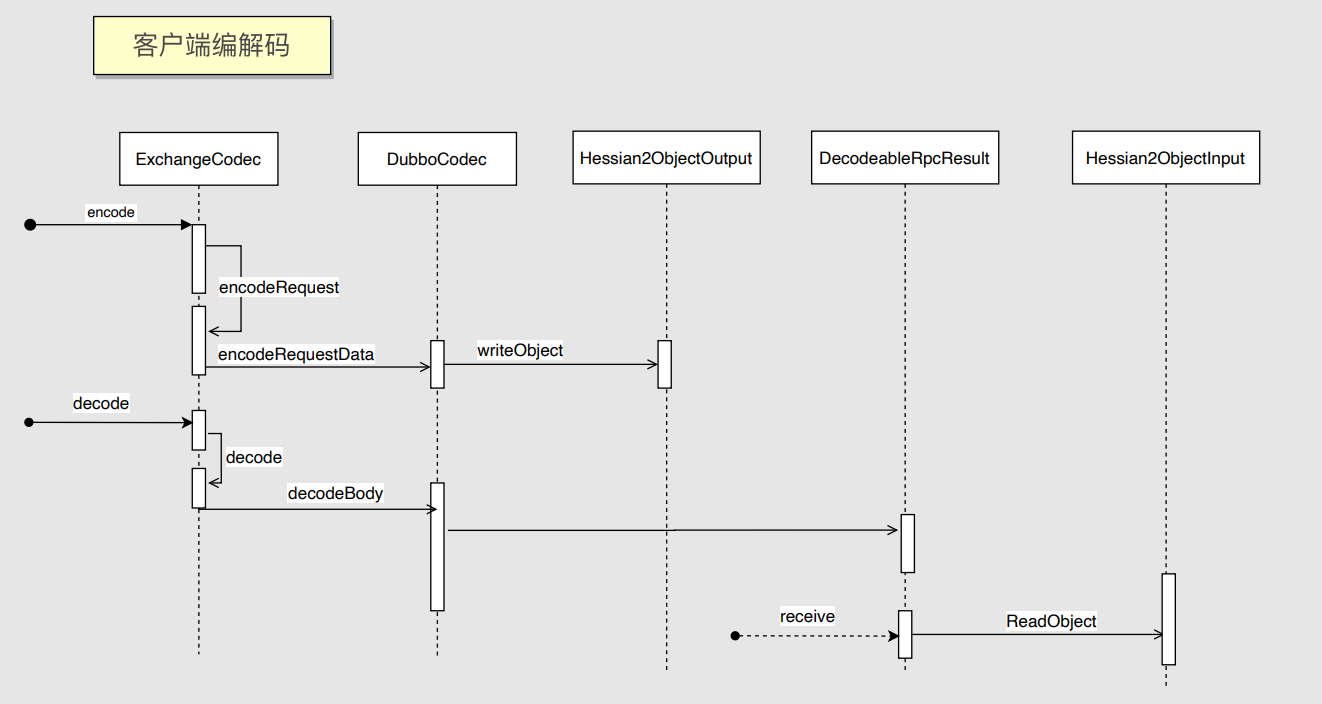 客户端编解码
ExchangeCodec
DubboCodec
Hessian2ObjectOutput
DecodeableRpcResult
Hessian2ObjectInput
encode
encodeRequest
encodeRequestData
writeObject
decode
decode
decodeBody
receive
ReadObject